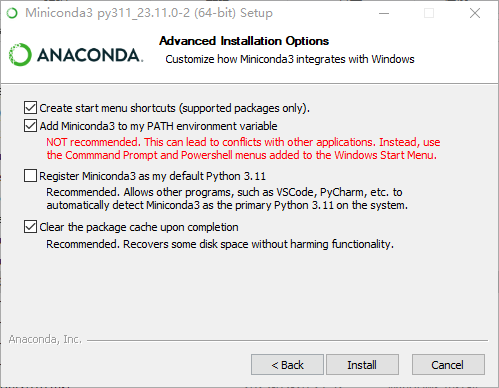 Miniconda3 py311_23.11.0-2 (64-bit) Setup
ANACONDA.
Advanced Installation Options
Customize how Miniconda3 integrates with Windows
Create start menu shortcuts (supported packages only).
Add Miniconda3 to my PATH environment variable
NOT recommended. This can lead to conflicts with other applications. Instead, use
the Commmand Prompt and Powershell menus added to the Windows Start Menu.
Register Miniconda3 as my default Python 3.11
Recommended. Allows other programs, such as VSCode, PyCharm, etc. to
automatically detect Miniconda3 as the primary Python 3.11 on the system.
Clear the package cache upon completion
Recommended. Recovers some disk space without harming functionality.
Anaconda, Inc.
< Back
Install
Cancel